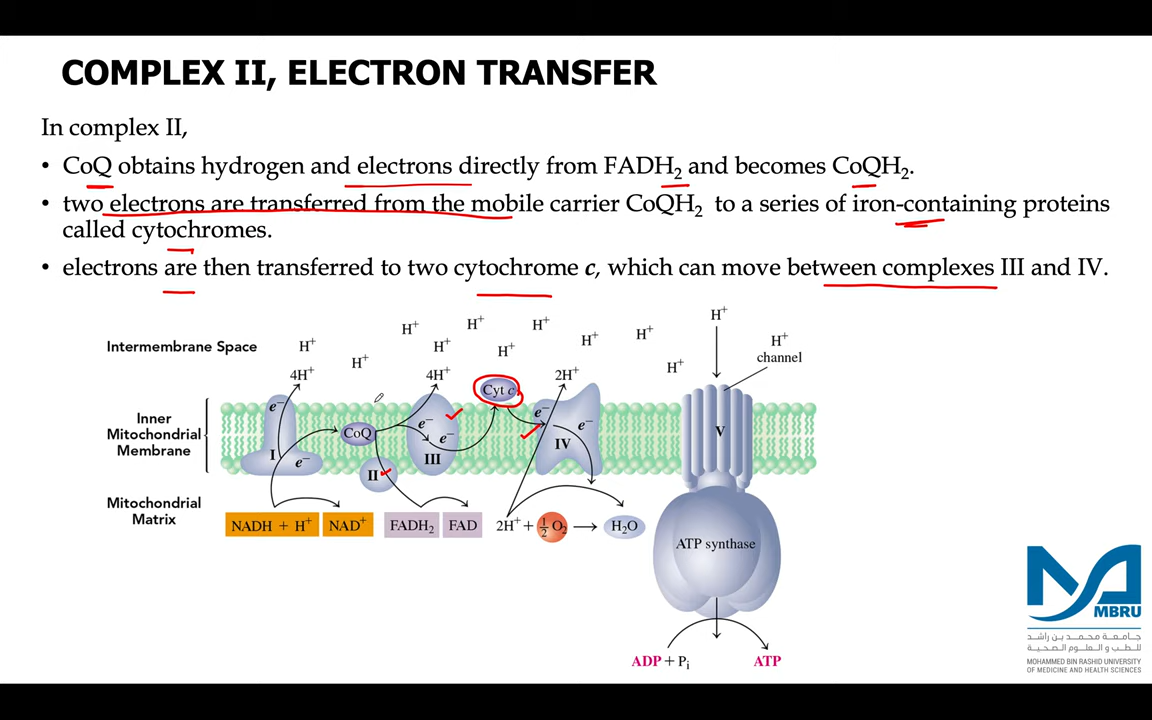 COMPLEX II, ELECTRON TRANSFER
In complex II,
• CoQ obtains hydrogen and electrons directly from FADH₂ and becomes CoQH₂.
• two electrons are transferred from the mobile carrier CoQH₂ to a series of iron-containing proteins
called cytochromes.
• electrons are then transferred to two cytochrome c, which can move between complexes III and IV.
H⁺
H⁺ H⁺ H⁺ H⁺ H⁺
Intermembrane Space H⁺ H⁺ H⁺ H⁺
channel
H⁺ H⁺
4H⁺ 4H⁺ 2H⁺
Cyt c
Inner
Mitochondrial
Membrane
e⁻ e⁻ e⁻ e⁻
CoQ e⁻ V
I e⁻ III IV
II
Mitochondrial
Matrix
NADH + H⁺ NAD⁺ FADH₂ FAD 2H⁺ + ½ O₂ → H₂O
ATP synthase
ADP + Pᵢ ATP
MBRU
جامعة محمد بن راشد
للطب و العلوم الصحية
MOHAMMED BIN RASHID UNIVERSITY
OF MEDICINE AND HEALTH SCIENCES